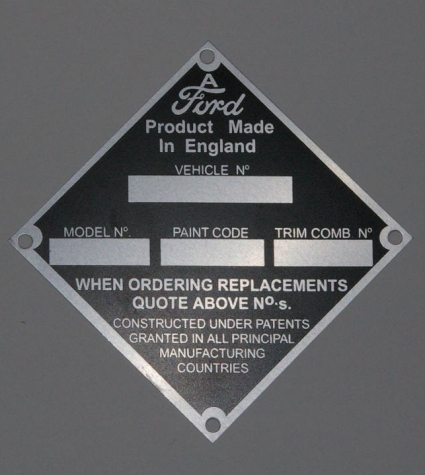 A
Ford
Product Made
In England
VEHICLE Nº
MODEL Nº. PAINT CODE TRIM COMB. Nº
WHEN ORDERING REPLACEMENTS
QUOTE ABOVE Nº·s.
CONSTRUCTED UNDER PATENTS
GRANTED IN ALL PRINCIPAL
MANUFACTURING
COUNTRIES